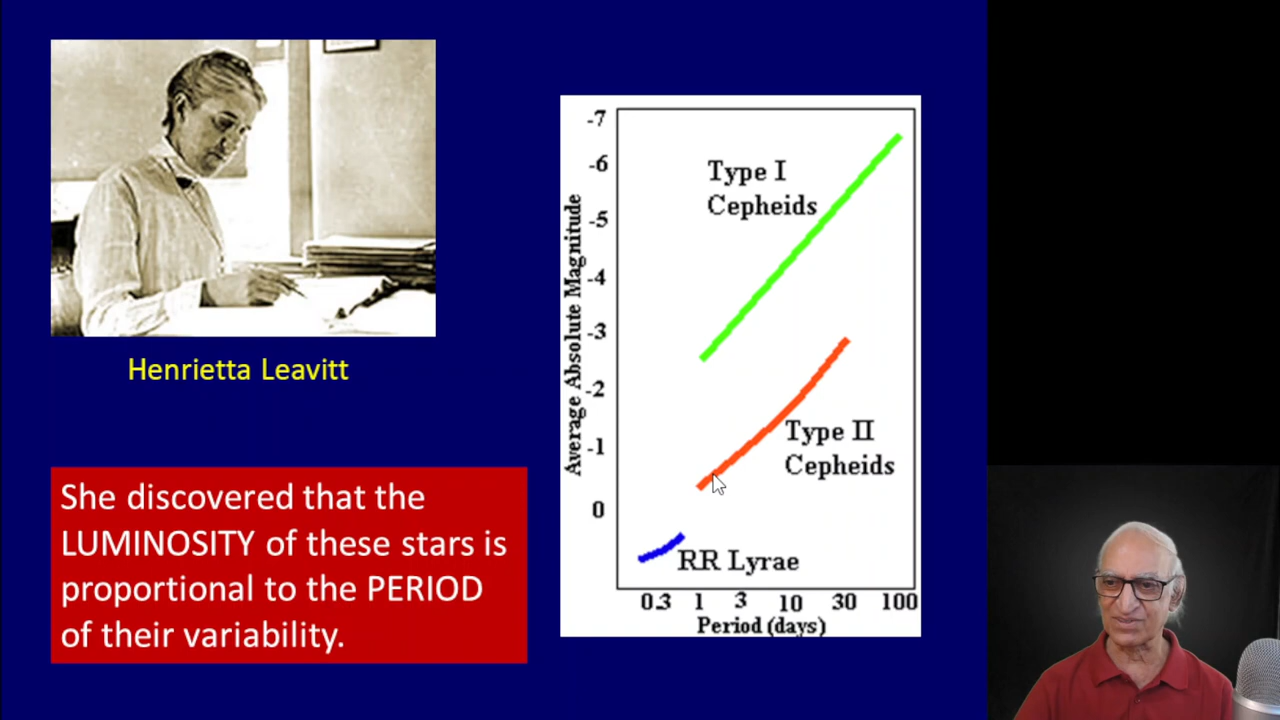 Henrietta Leavitt
She discovered that the
LUMINOSITY of these stars is
proportional to the PERIOD
of their variability.
Average Absolute Magnitude
-7
-6
-5
-4
-3
-2
-1
0
Type I
Cepheids
Type II
Cepheids
RR Lyrae
0.3 1 3 10 30 100
Period (days)